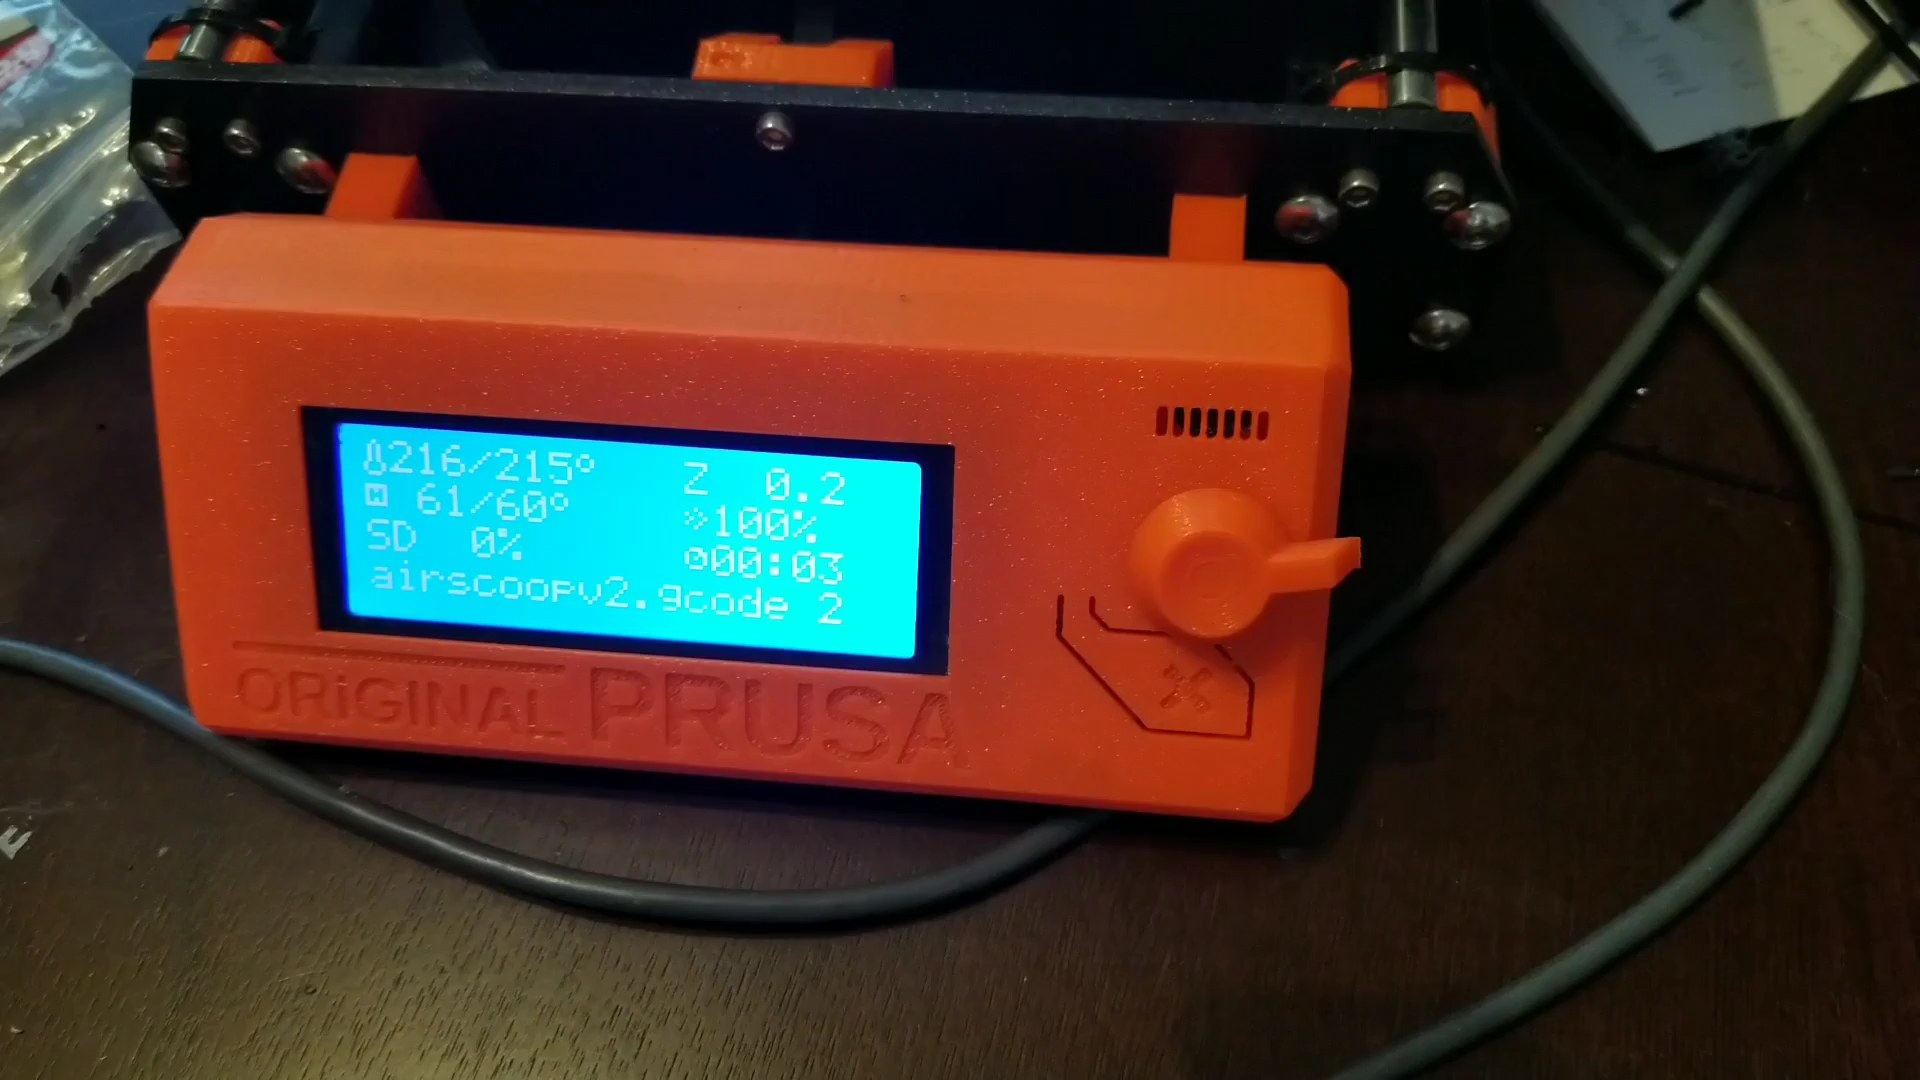 216/215° Z 0.2
61/60° 100%
SD 0% 00:03
airscoopv2.gcode 2
ORiGiNAL PRUSA